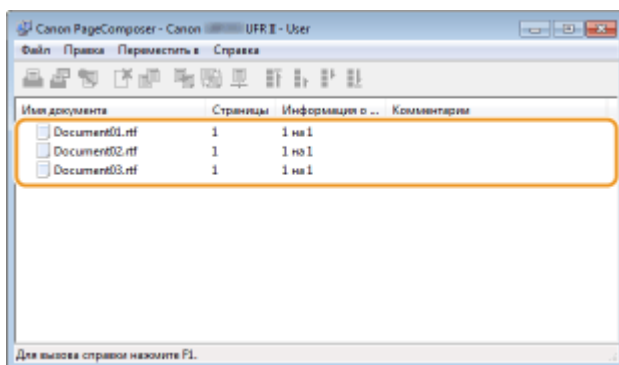 Canon PageComposer - Canon UFR II - User
Файл Правка Переместить в Справка
Имя документа Страницы Информация о ... Комментарии
Document01.rtf 1 1 на 1
Document02.rtf 1 1 на 1
Document03.rtf 1 1 на 1
Для вызова справки нажмите F1.